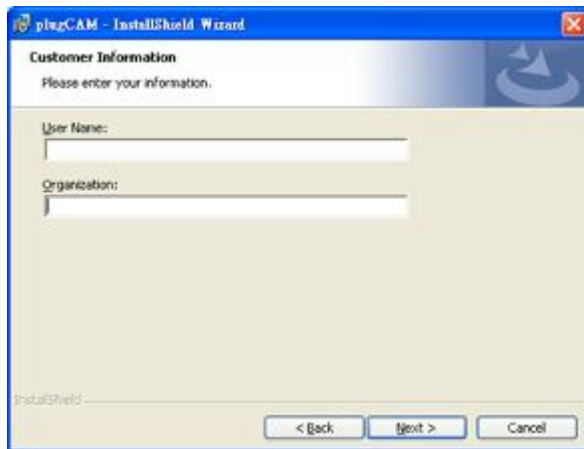 plugCAM - InstallShield Wizard
Customer Information
Please enter your information.
User Name:
Organization:
InstallShield
< Back
Next >
Cancel